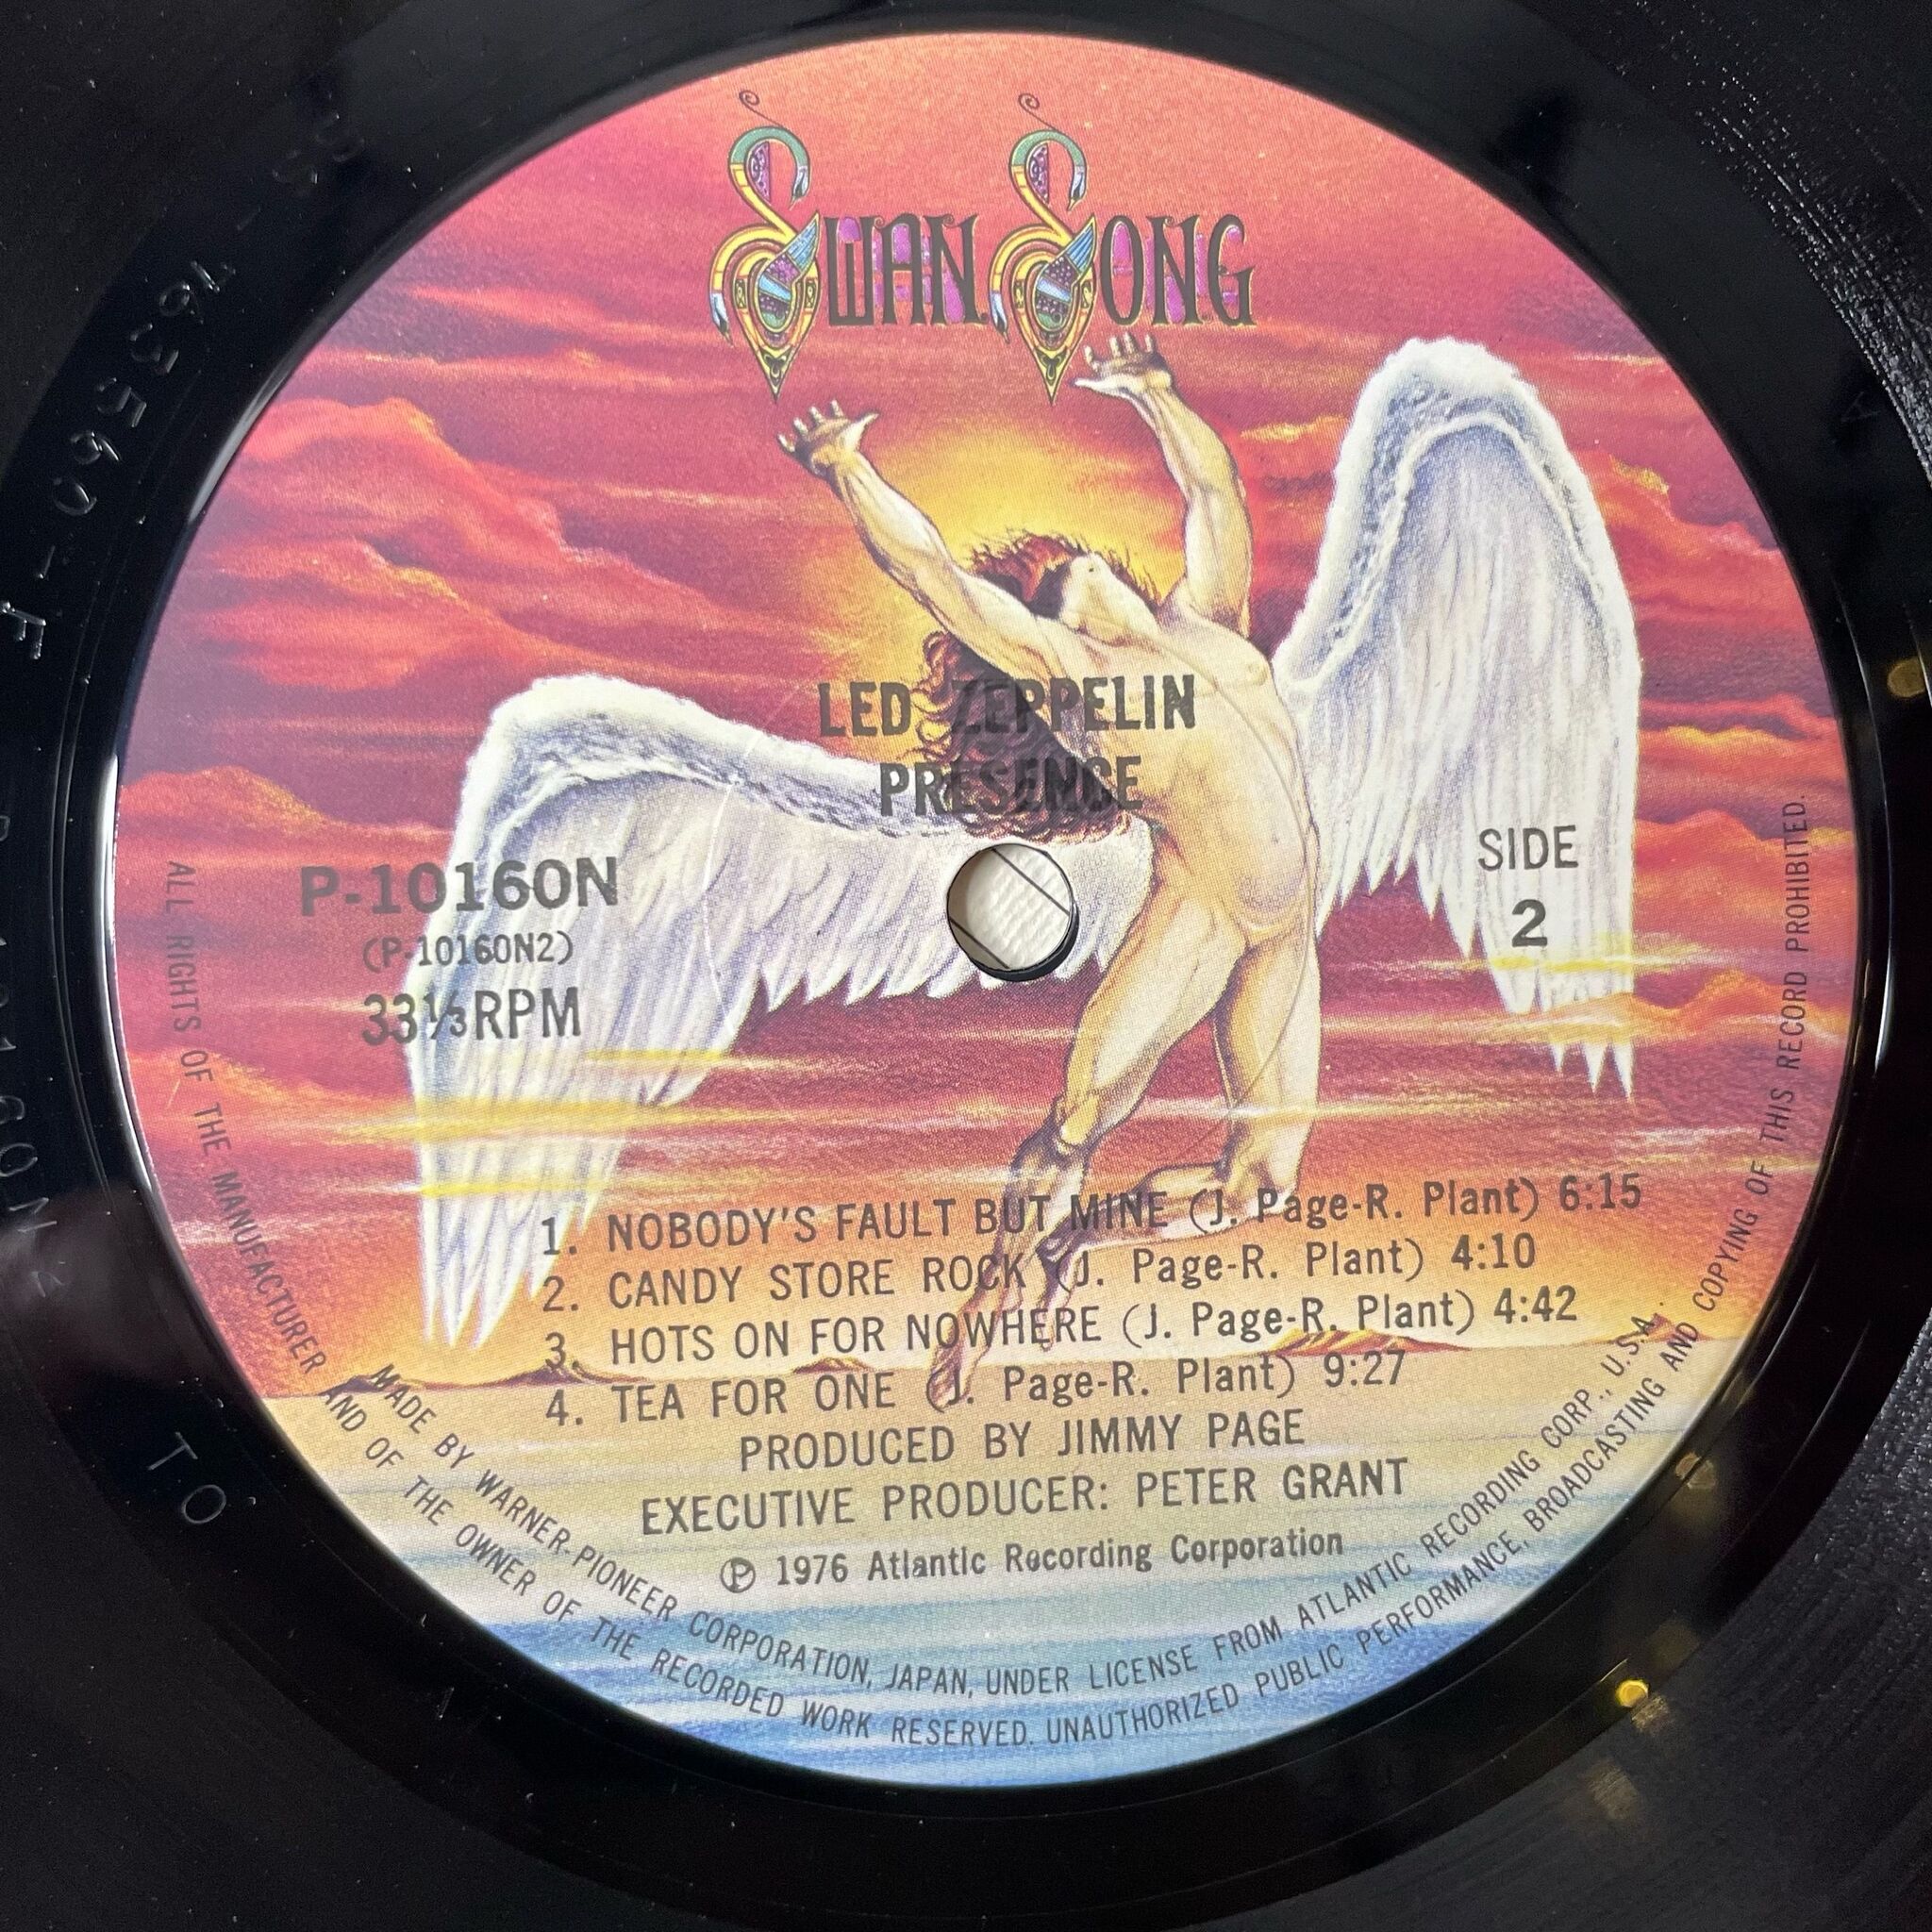 SWAN SONG
LED ZEPPELIN
PRESENCE
P-10160N
(P-10160N2)
33⅓RPM
SIDE
2
1. NOBODY'S FAULT BUT MINE (J. Page-R. Plant) 6:15
2. CANDY STORE ROCK (J. Page-R. Plant) 4:10
3. HOTS ON FOR NOWHERE (J. Page-R. Plant) 4:42
4. TEA FOR ONE (J. Page-R. Plant) 9:27
PRODUCED BY JIMMY PAGE
EXECUTIVE PRODUCER: PETER GRANT
℗ 1976 Atlantic Recording Corporation
MADE BY WARNER-PIONEER CORPORATION, JAPAN, UNDER LICENSE FROM ATLANTIC RECORDING CORP., U.S.A.
ALL RIGHTS OF THE MANUFACTURER AND OF THE OWNER OF THE RECORDED WORK RESERVED. UNAUTHORIZED PUBLIC PERFORMANCE, BROADCASTING AND COPYING OF THIS RECORD PROHIBITED.
TO